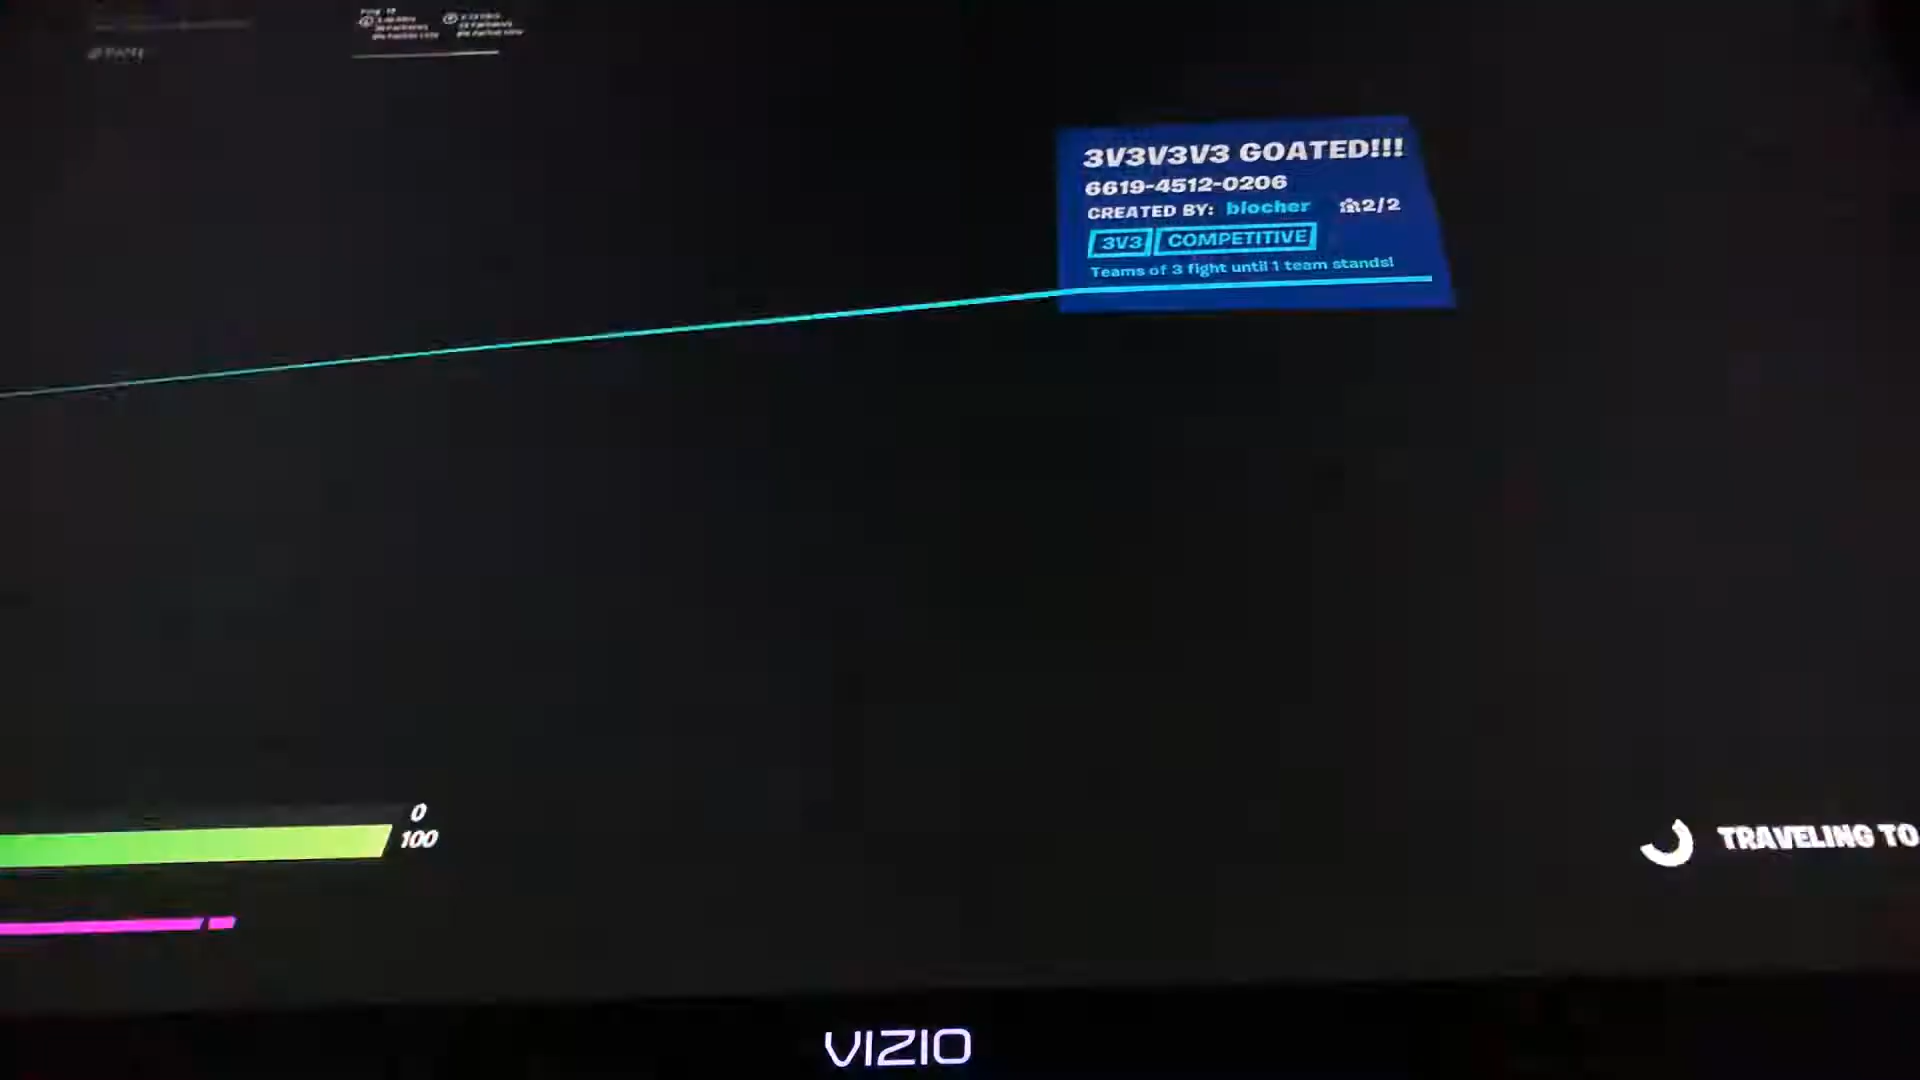 3V3V3V3 GOATED!!!
6619-4512-0206
CREATED BY: blocher 2/2
3V3 COMPETITIVE
Teams of 3 fight until 1 team stands!
0
100
TRAVELING TO
VIZIO